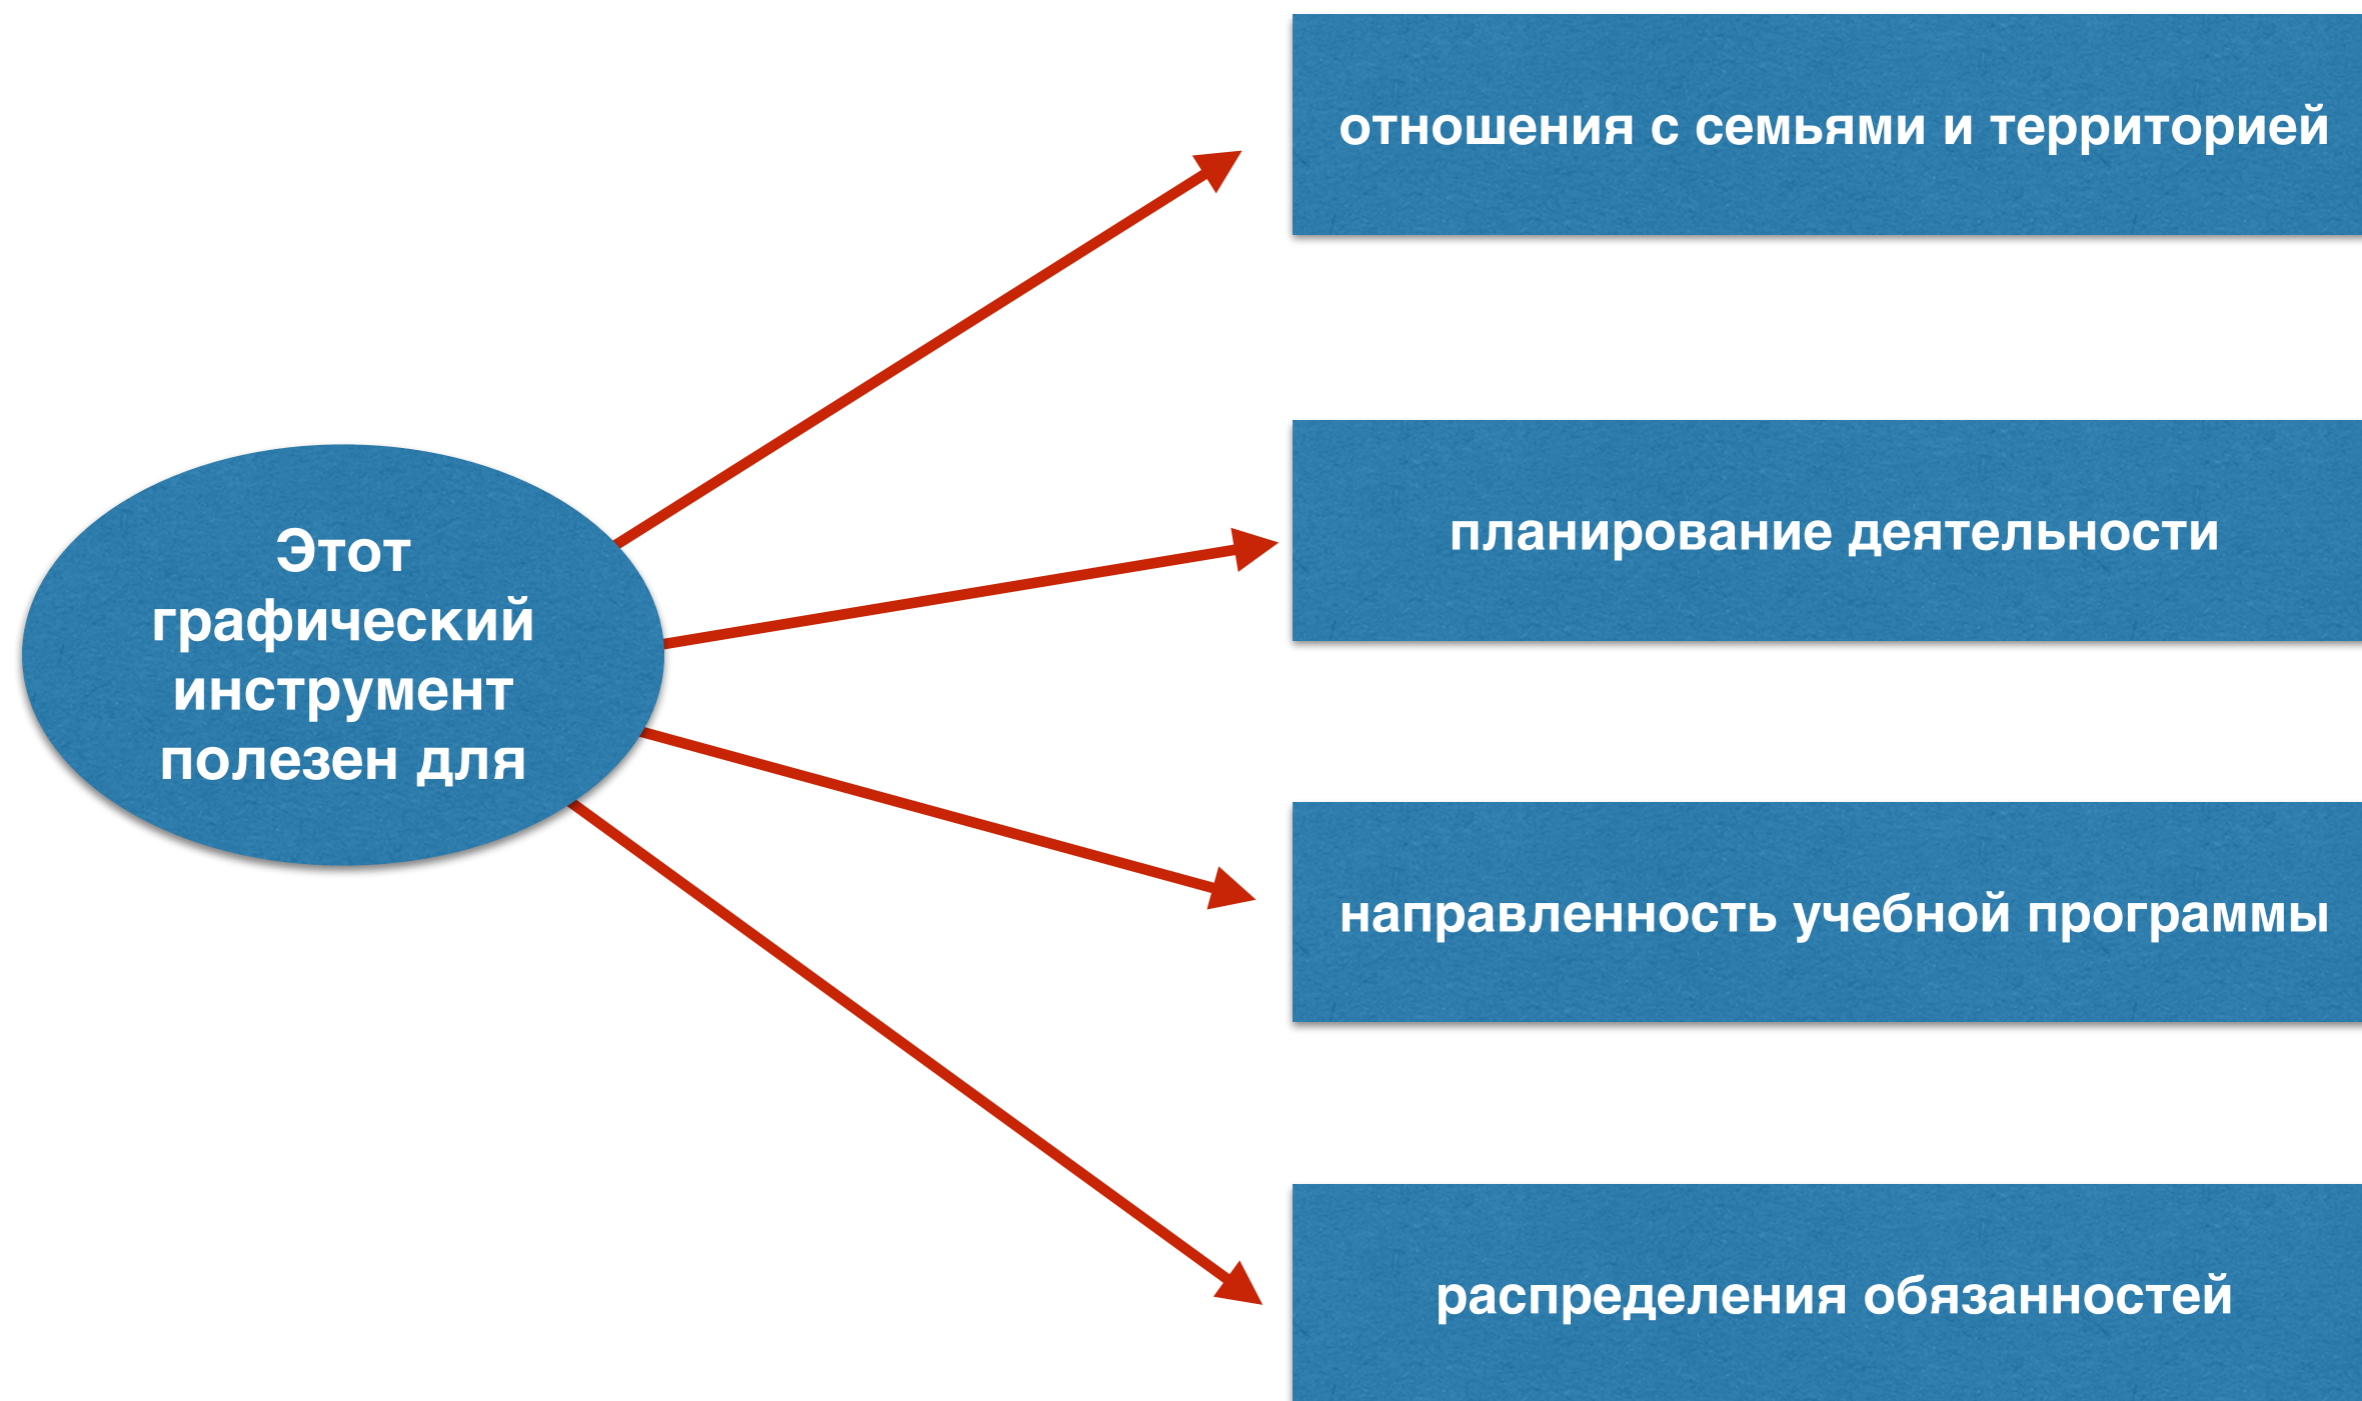 Этот
графический
инструмент
полезен для
отношения с семьями и территорией
планирование деятельности
направленность учебной программы
распределения обязанностей